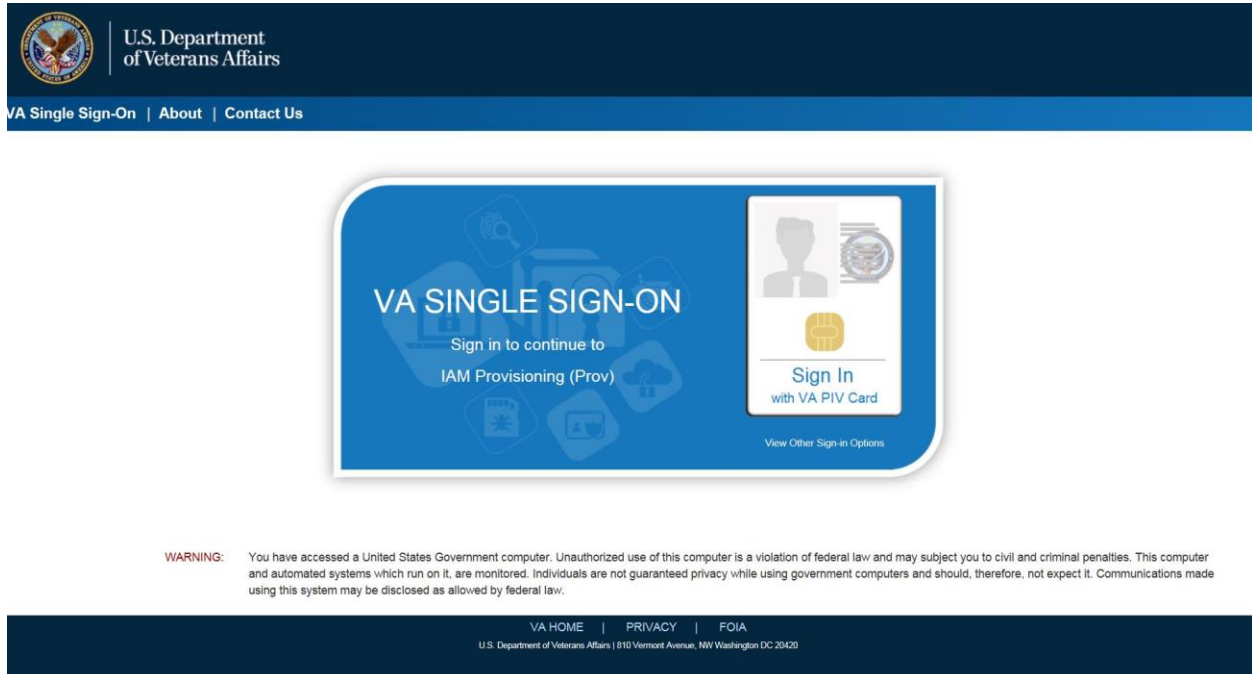 U.S. Department
of Veterans Affairs
VA Single Sign-On | About | Contact Us
VA SINGLE SIGN-ON
Sign in to continue to
IAM Provisioning (Prov)
Sign In
with VA PIV Card
View Other Sign-in Options
WARNING: You have accessed a United States Government computer. Unauthorized use of this computer is a violation of federal law and may subject you to civil and criminal penalties. This computer
and automated systems which run on it, are monitored. Individuals are not guaranteed privacy while using government computers and should, therefore, not expect it. Communications made
using this system may be disclosed as allowed by federal law.
VA HOME | PRIVACY | FOIA
U.S. Department of Veterans Affairs | 810 Vermont Avenue, NW Washington DC 20420